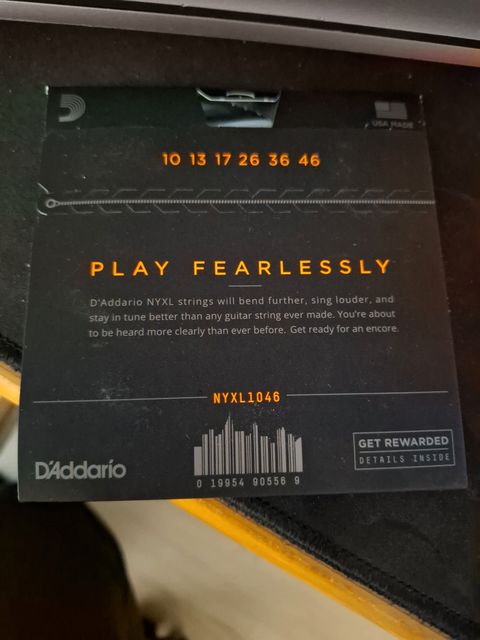 USA MADE
10 13 17 26 36 46
PLAY FEARLESSLY
D'Addario NYXL strings will bend further, sing louder, and
stay in tune better than any guitar string ever made. You're about
to be heard more clearly than ever before. Get ready for an encore.
NYXL1046
D'Addario
0 19954 90556 9
GET REWARDED
DETAILS INSIDE